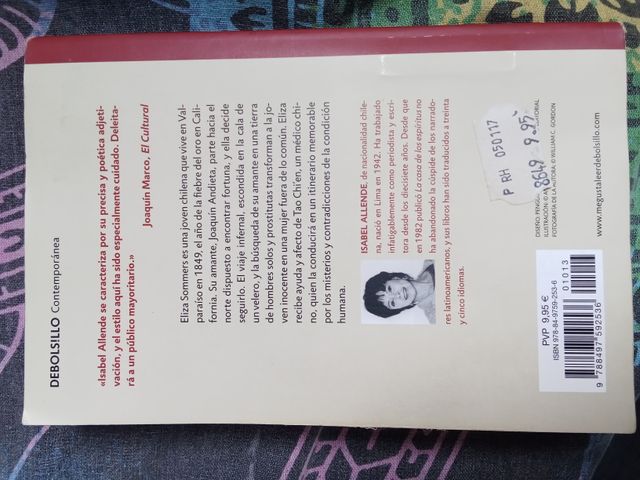 DEBOLSILLO Contemporánea
«Isabel Allende se caracteriza por su precisa y poética adjeti-
vación, y el estilo aquí ha sido especialmente cuidado. Deleita-
rá a un público mayoritario.»
Joaquín Marco, El Cultural
Eliza Sommers es una joven chilena que vive en Val-
paraíso en 1849, el año de la fiebre del oro en Cali-
fornia. Su amante, Joaquín Andieta, parte hacia el
norte dispuesto a encontrar fortuna, y ella decide
seguirlo. El viaje infernal, escondida en la cala de
un velero, y la búsqueda de su amante en una tierra
de hombres solos y prostitutas transforman a la jo-
ven inocente en una mujer fuera de lo común. Eliza
recibe ayuda y afecto de Tao Chi'en, un médico chi-
no, quien la conducirá en un itinerario memorable
por los misterios y contradicciones de la condición
humana.
ISABEL ALLENDE, de nacionalidad chile-
na, nació en Lima en 1942. Ha trabajado
infatigablemente como periodista y escri-
tora desde los diecisiete años. Desde que
en 1982 publicó La casa de los espíritus no
ha abandonado la cúspide de los narrado-
res latinoamericanos, y sus libros han sido traducidos a treinta
y cinco idiomas.
P RH 050117
8649 9.95
DISEÑO: PENGU
ITORIAL
ILUSTRACIÓN: ©
FOTOGRAFÍA DE LA AUTORA: © WILLIAM C. GORDON
www.megustaleerdebolsillo.com
PVP. 9,95 €
ISBN 978-84-9759-253-6
01013
9 788497 592536